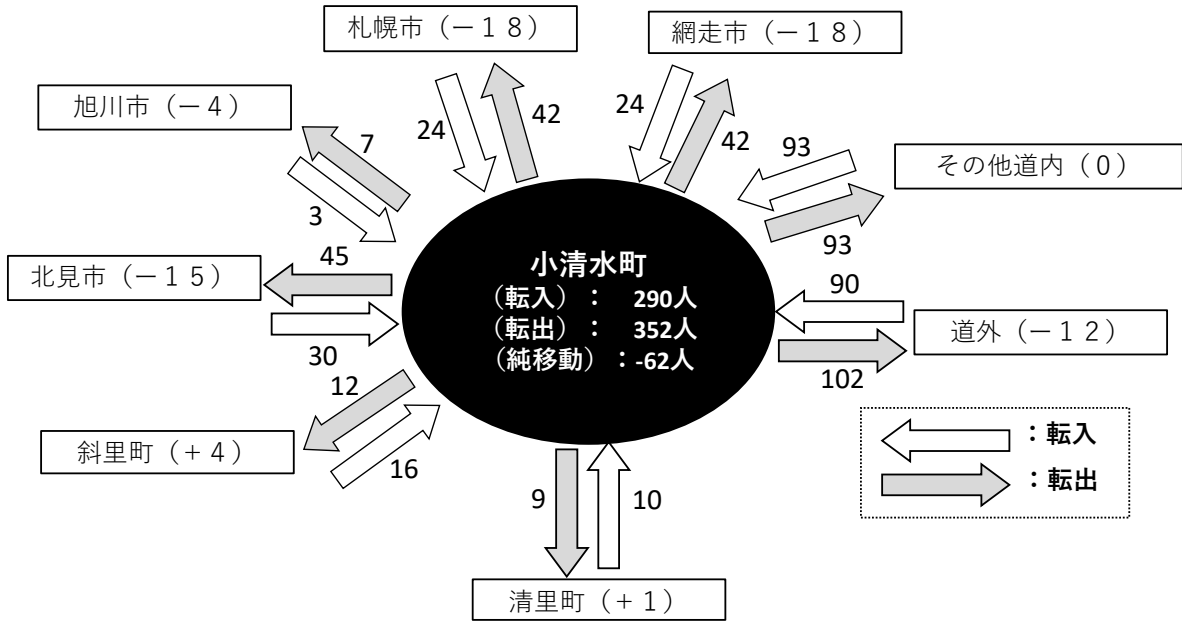 札幌市（－１８）
網走市（－１８）
旭川市（－４）
24
42
24
42
7
3
93
その他道内（0）
93
北見市（－１５）
45
30
小清水町
（転入）： 290人
（転出）： 352人
（純移動）：-62人
90
道外（－１２）
102
12
斜里町（+４）
16
9
10
清里町（+１）
：転入
：転出